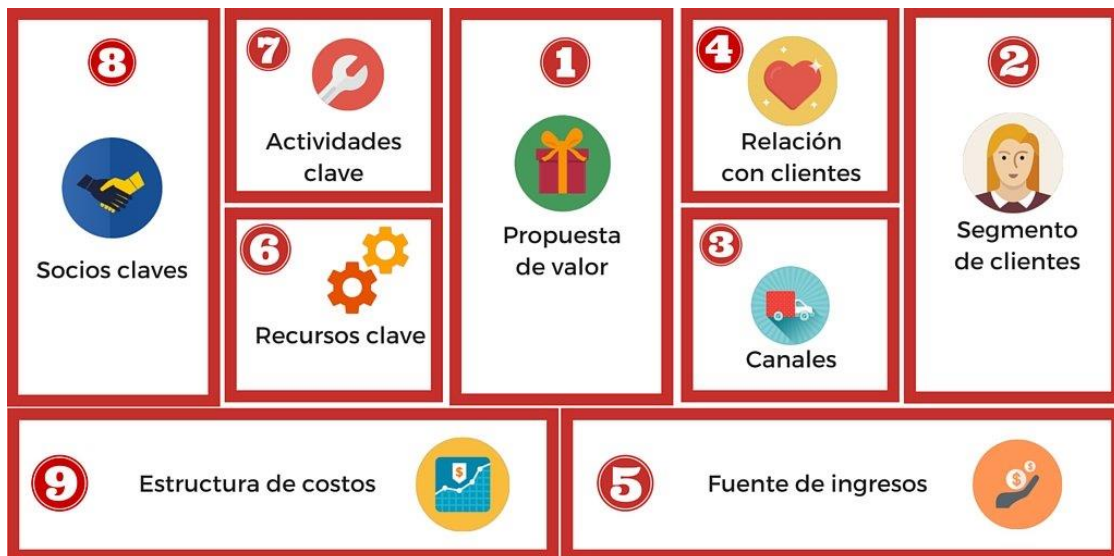 8
Socios claves
7
Actividades
clave
6
Recursos clave
1
Propuesta
de valor
4
Relación
con clientes
3
Canales
2
Segmento
de clientes
9
Estructura de costos
$
5
Fuente de ingresos
$
$